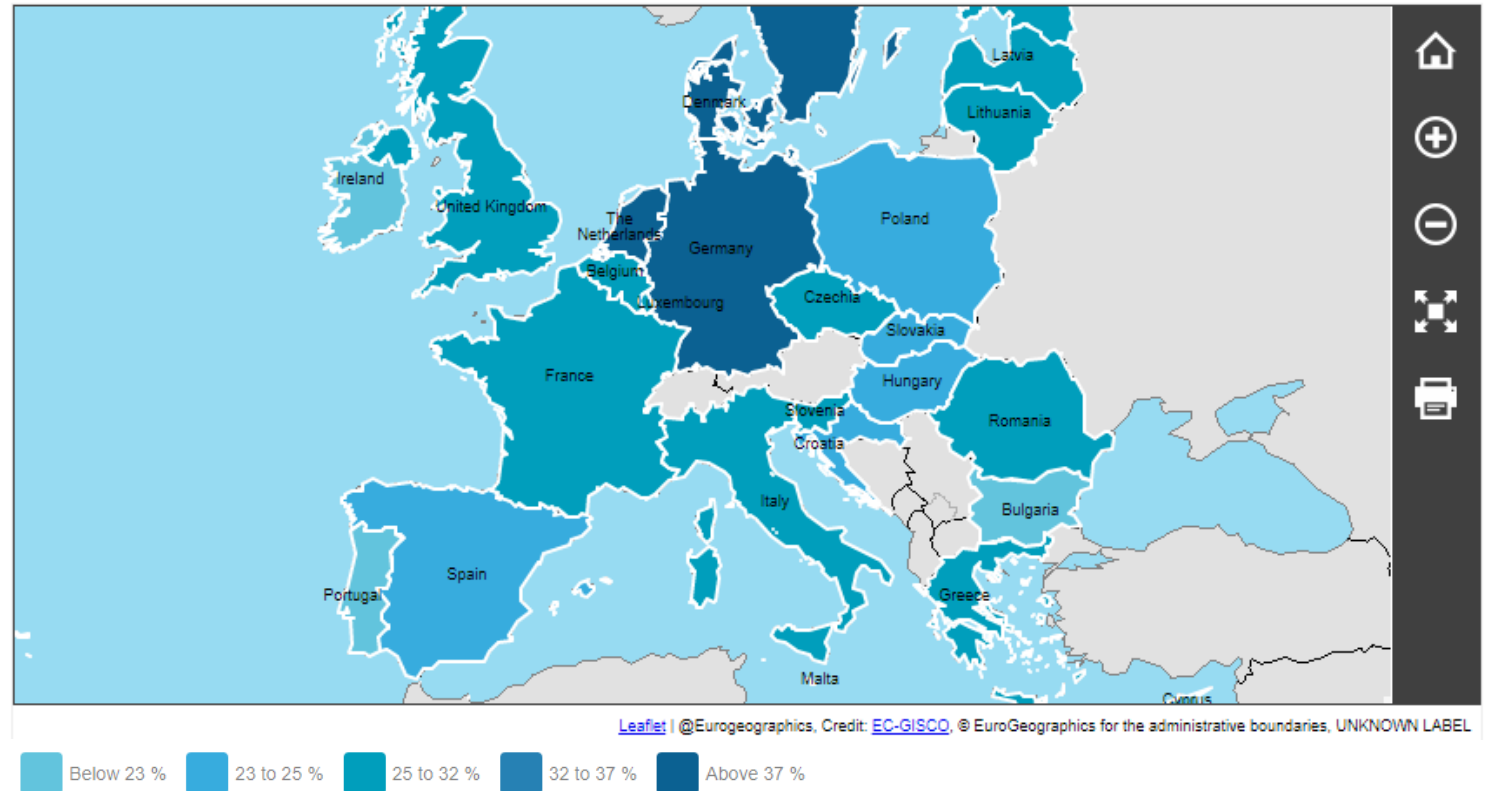 Latvia
Denmark
Lithuania
Ireland
United Kingdom
The
Netherlands
Poland
Germany
Belgium
Luxembourg
Czechia
Slovakia
France
Hungary
Slovenia
Romania
Croatia
Italy
Bulgaria
Spain
Portugal
Greece
Malta
Cyprus
Leaflet | @Eurogeographics, Credit: EC-GISCO, © EuroGeographics for the administrative boundaries, UNKNOWN LABEL
Below 23 % 23 to 25 % 25 to 32 % 32 to 37 % Above 37 %